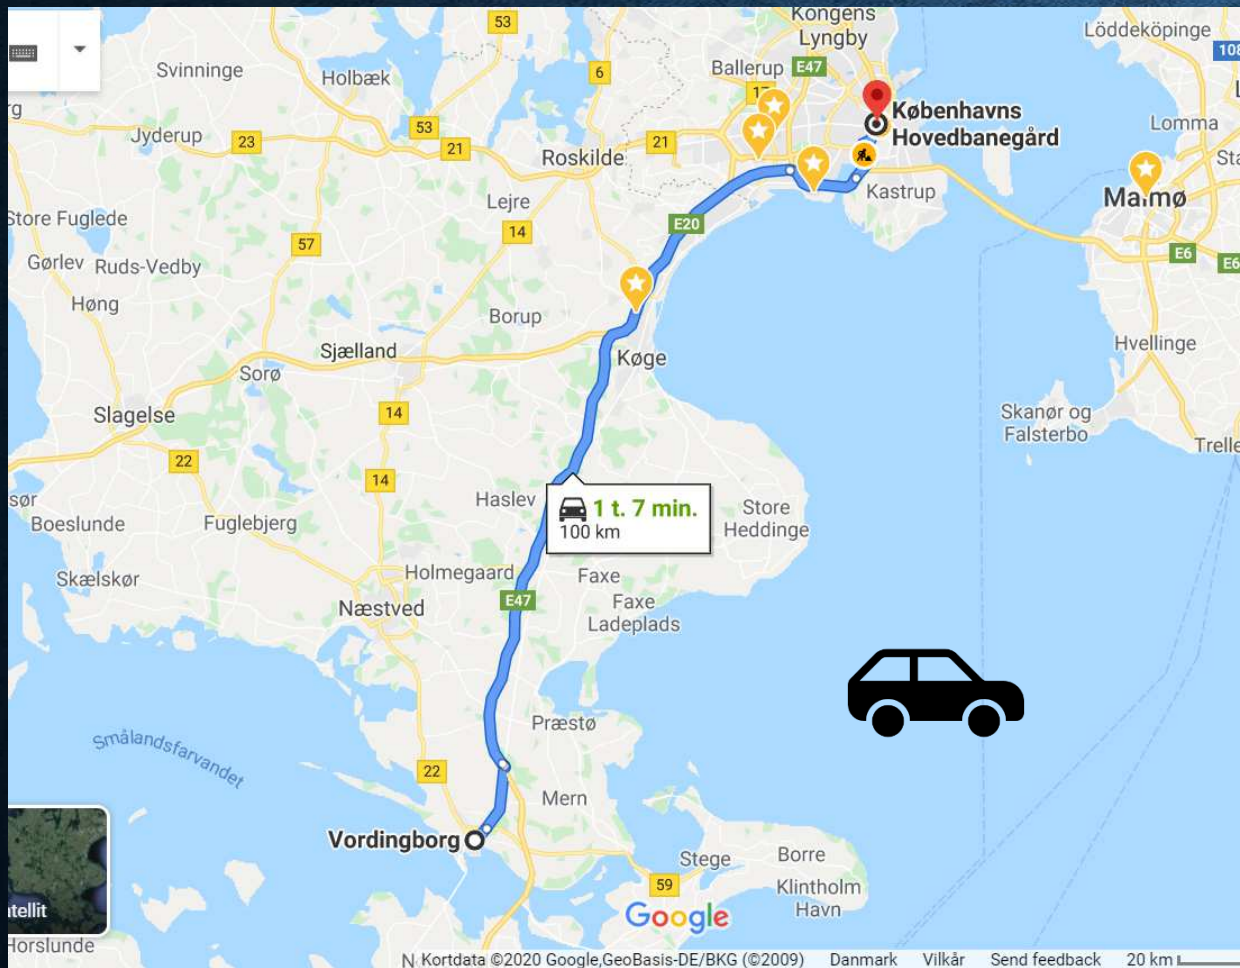 Kongens
Lyngby
Löddeköpinge
53
108
Svinninge
Holbæk
6
Ballerup
E47
17
Københavns
Hovedbanegård
Lomma
Jyderup
23
53
21
Roskilde
21
Kastrup
Malmø
Lejre
Store Fuglede
E20
14
57
E6
E6
Gørlev
Ruds-Vedby
Høng
Borup
Sjælland
Køge
Hvellinge
Sorø
Slagelse
14
Skanør og
Falsterbo
22
14
Haslev
1 t. 7 min.
100 km
Store
Heddinge
Boeslunde
Fuglebjerg
Skælskør
Holmegaard
Faxe
E47
Næstved
Faxe
Ladeplads
Præstø
Smålandsfarvandet
22
Mern
Vordingborg
Stege
Borre
59
Klintholm
Havn
Google
Horslunde
Kortdata ©2020 Google,GeoBasis-DE/BKG (©2009)
Danmark
Vilkår
Send feedback
20 km